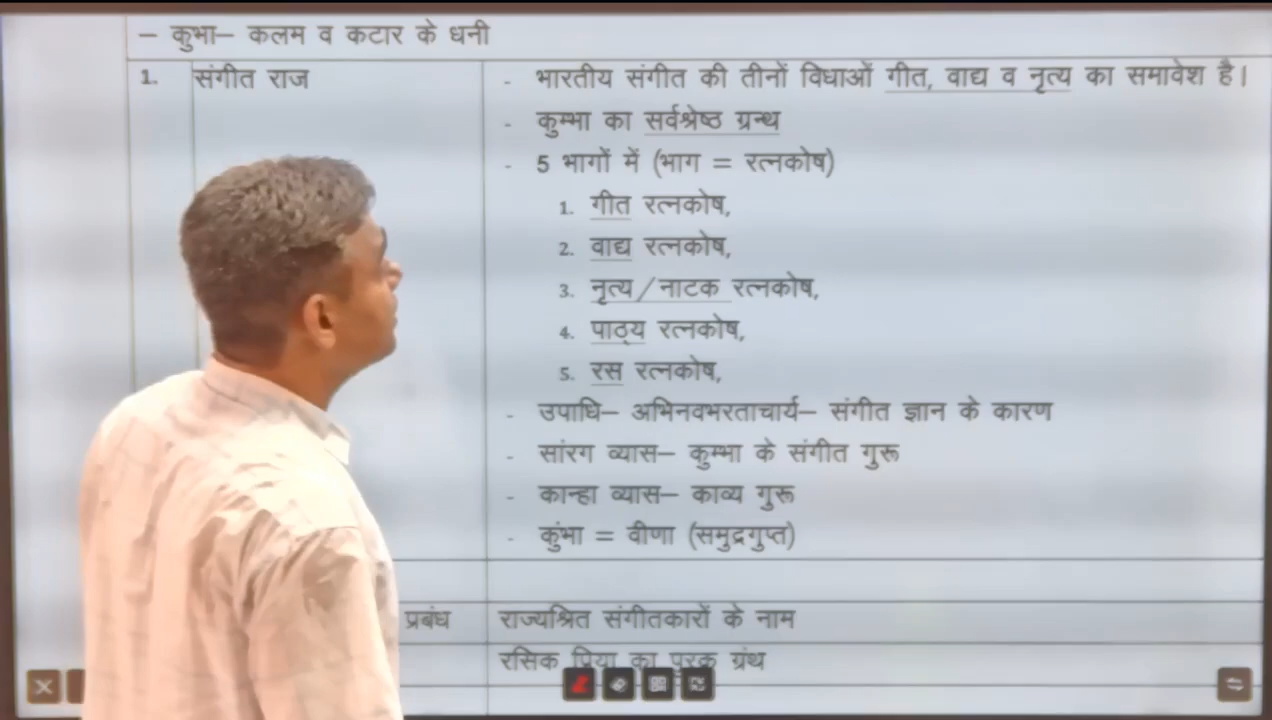 – कुभा– कलम व कटार के धनी
1. संगीत राज
- भारतीय संगीत की तीनों विधाओं गीत, वाद्य व नृत्य का समावेश है।
- कुम्भा का सर्वश्रेष्ठ ग्रन्थ
- 5 भागों में (भाग = रत्नकोष)
1. गीत रत्नकोष,
2. वाद्य रत्नकोष,
3. नृत्य/नाटक रत्नकोष,
4. पाठ्य रत्नकोष,
5. रस रत्नकोष,
- उपाधि– अभिनवभरताचार्य– संगीत ज्ञान के कारण
- सांरग व्यास– कुम्भा के संगीत गुरू
- कान्हा व्यास– काव्य गुरू
- कुंभा = वीणा (समुद्रगुप्त)
प्रबंध राज्यश्रित संगीतकारों के नाम
रसिक प्रिया का पुरक ग्रंथ